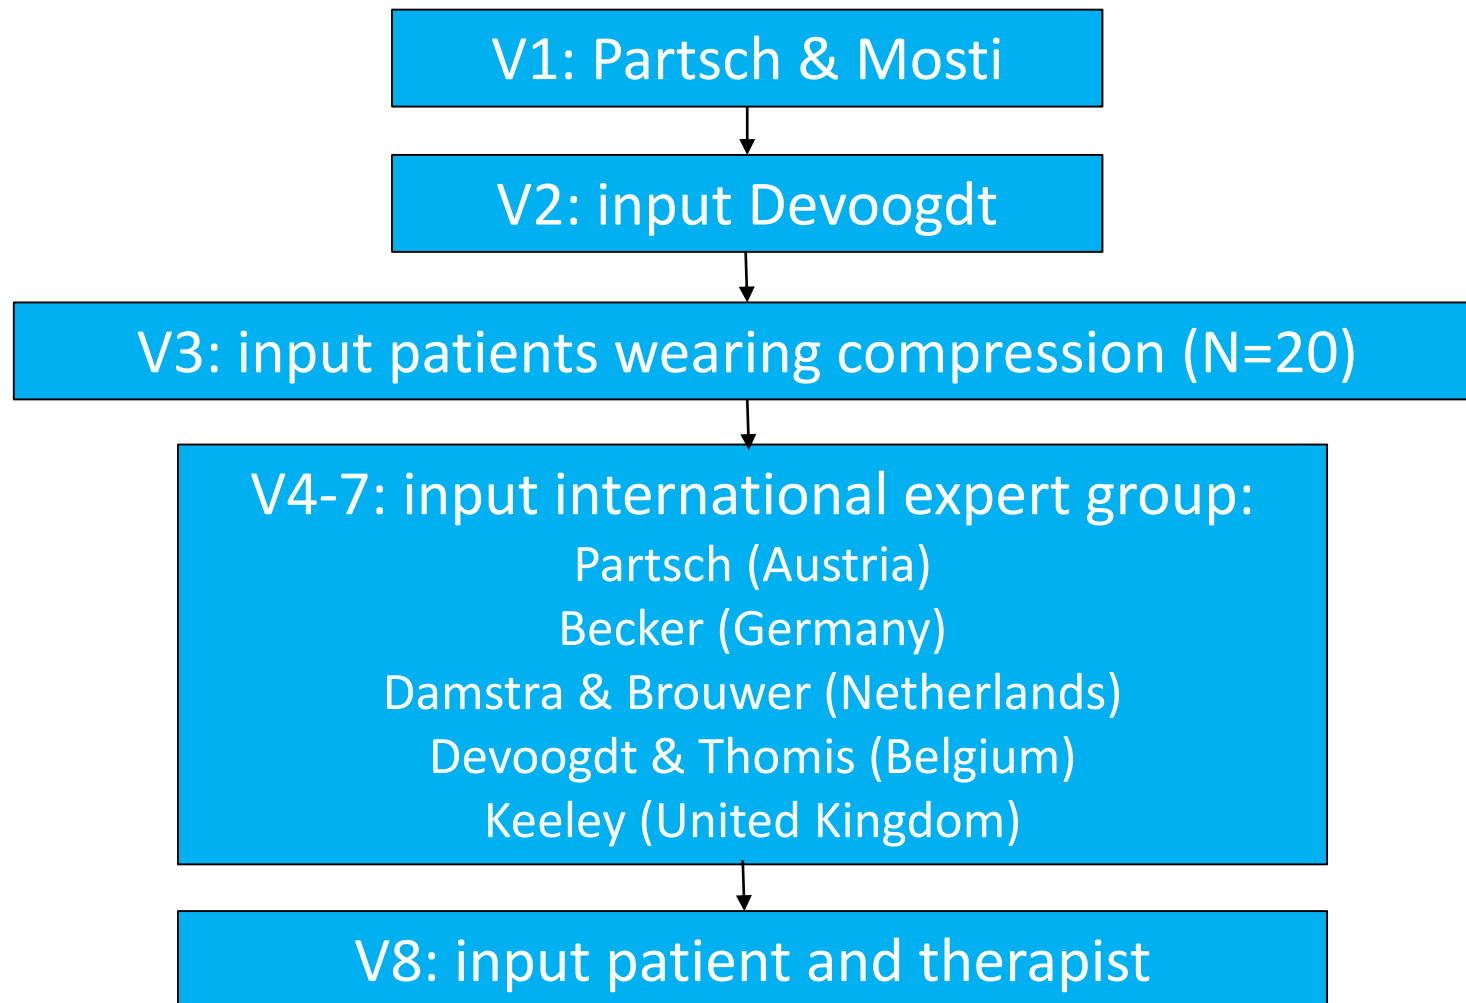 V1: Partsch & Mosti
V2: input Devoogdt
V3: input patients wearing compression (N=20)
V4-7: input international expert group:
Partsch (Austria)
Becker (Germany)
Damstra & Brouwer (Netherlands)
Devoogdt & Thomis (Belgium)
Keeley (United Kingdom)
V8: input patient and therapist